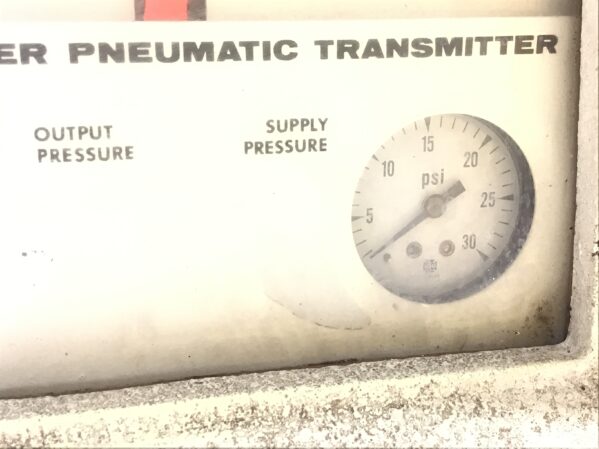 ER PNEUMATIC TRANSMITTER
OUTPUT
PRESSURE
SUPPLY
PRESSURE
15
10
20
psi
5
25
30